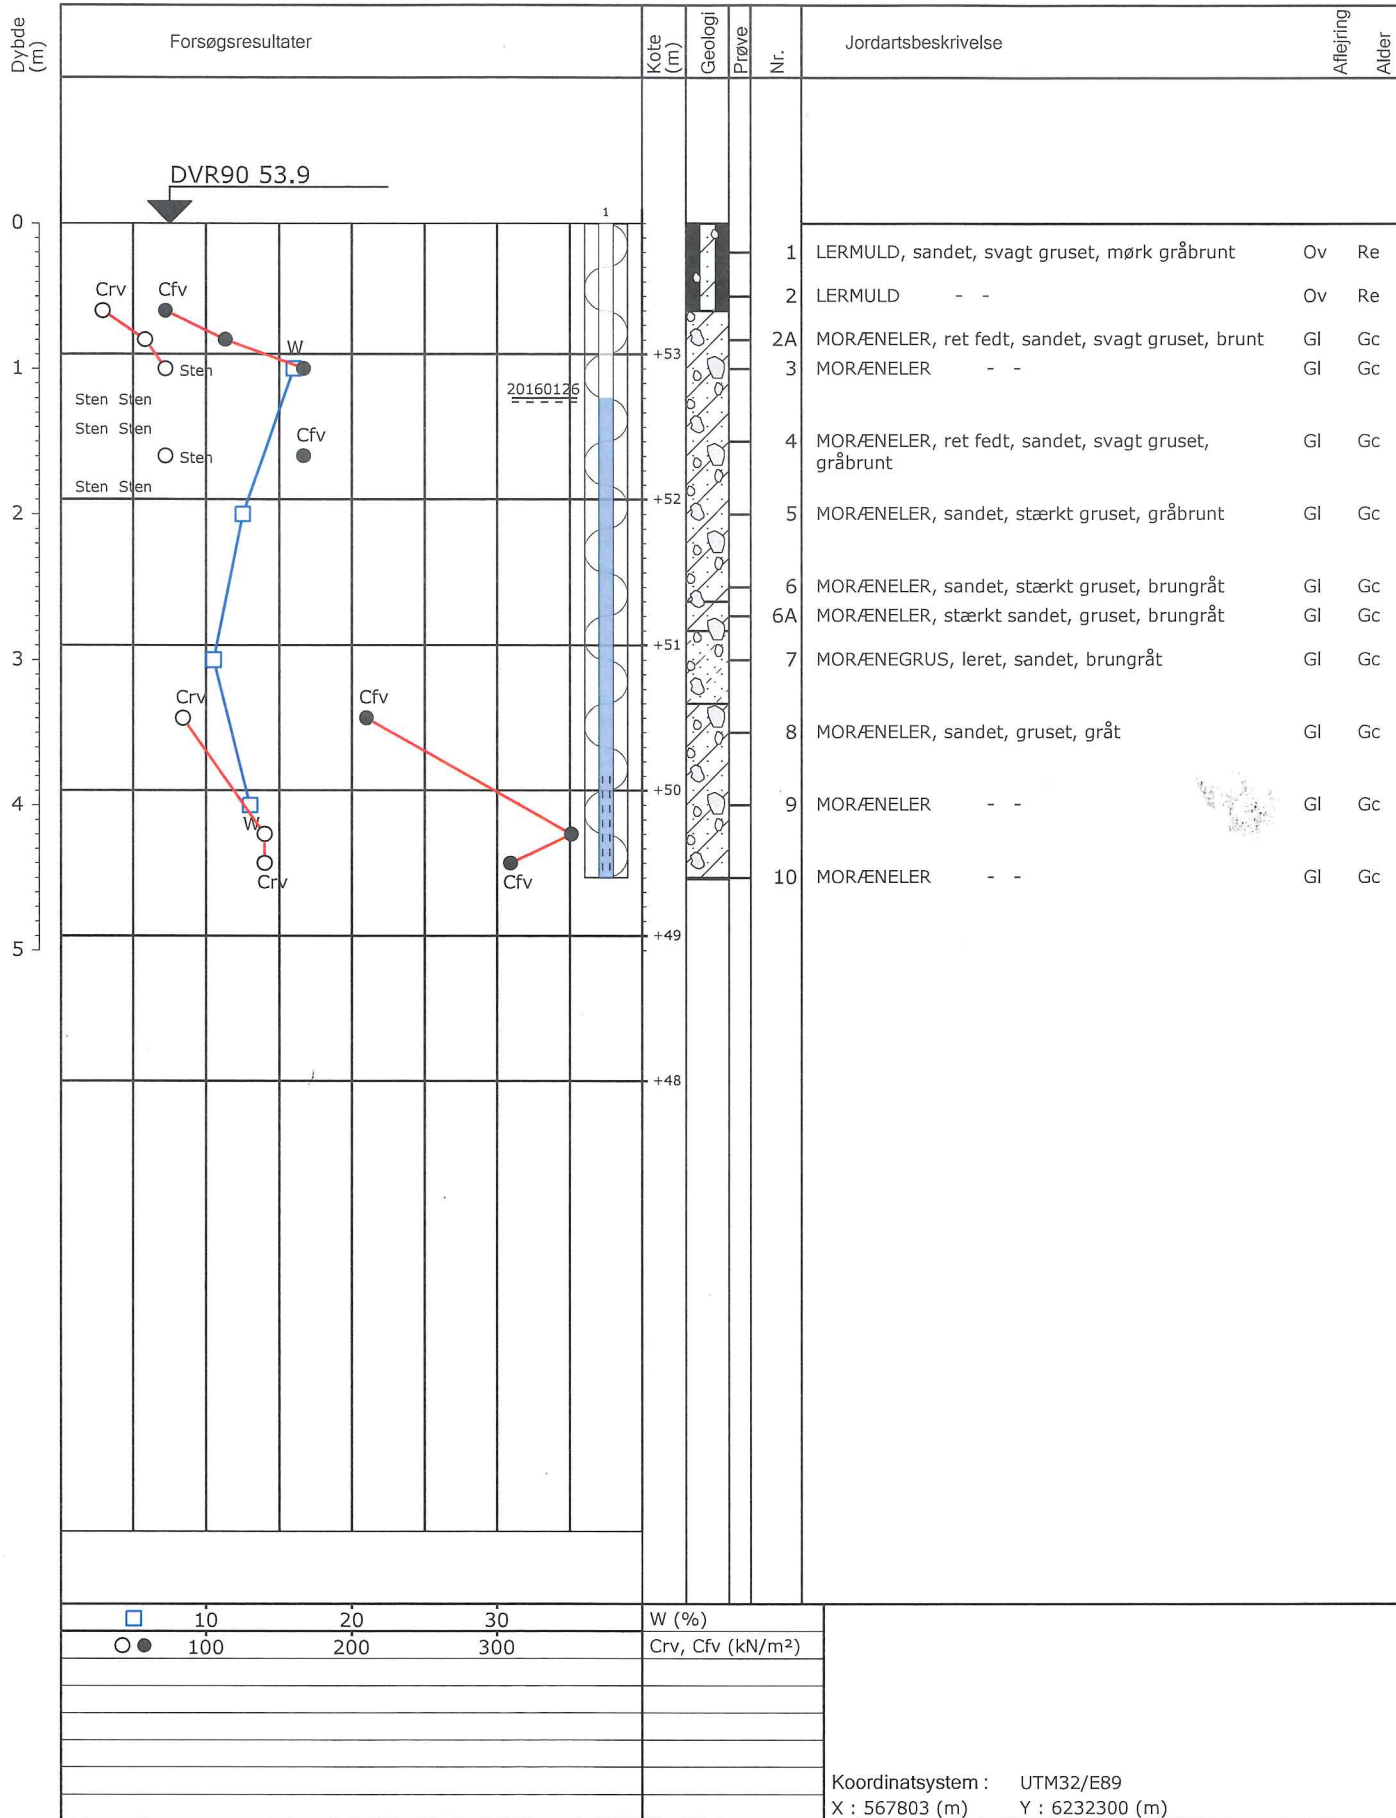 Dybde (m)
Forsøgsresultater
Kote (m)
Geologi
Prøve
Nr.
Jordartsbeskrivelse
Aflejring
Alder
DVR90 53.9
0
1
1 LERMULD, sandet, svagt gruset, mørk gråbrunt Ov Re
Crv Cfv
2 LERMULD - - Ov Re
2A MORÆNELER, ret fedt, sandet, svagt gruset, brunt Gl Gc
W
+53
1
Sten
3 MORÆNELER - - Gl Gc
20160126
Sten Sten
Sten Sten
Cfv
4 MORÆNELER, ret fedt, sandet, svagt gruset, Gl Gc
gråbrunt
Sten
Sten Sten
+52
2
5 MORÆNELER, sandet, stærkt gruset, gråbrunt Gl Gc
6 MORÆNELER, sandet, stærkt gruset, brungråt Gl Gc
6A MORÆNELER, stærkt sandet, gruset, brungråt Gl Gc
+51
3
7 MORÆNEGRUS, leret, sandet, brungråt Gl Gc
Crv Cfv
8 MORÆNELER, sandet, gruset, gråt Gl Gc
+50
4
9 MORÆNELER - - Gl Gc
W
Crv Cfv
10 MORÆNELER - - Gl Gc
+49
5
+48
10 20 30 W (%)
100 200 300 Crv, Cfv (kN/m²)
Koordinatsystem : UTM32/E89
X : 567803 (m) Y : 6232300 (m)